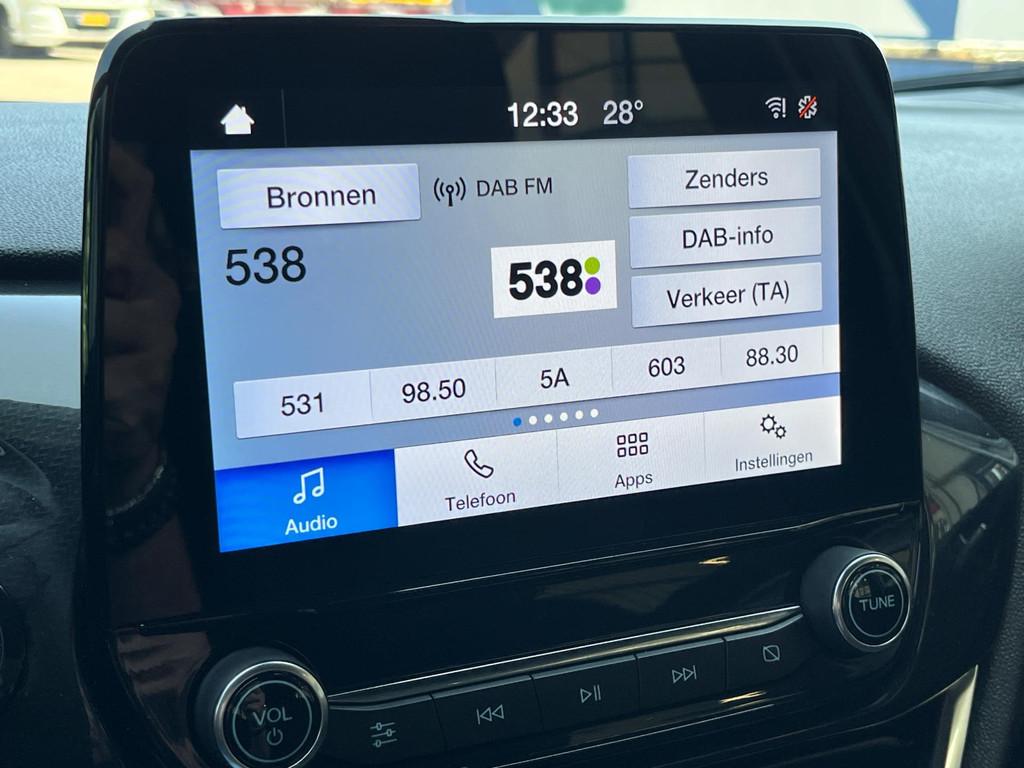 12:33 28°
Bronnen
DAB FM
Zenders
538
538
DAB-info
Verkeer (TA)
531 98.50 5A 603 88.30
Audio Telefoon Apps Instellingen
VOL
TUNE